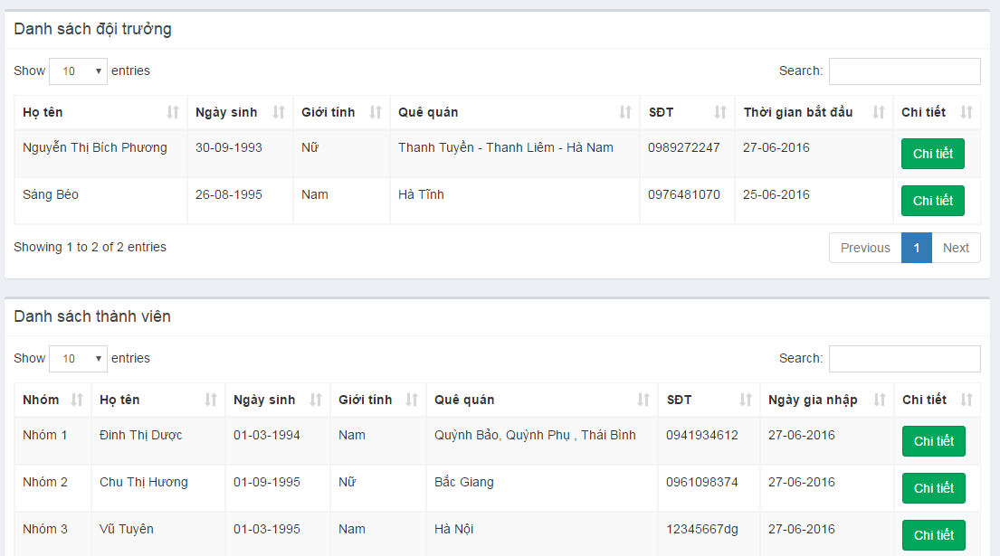 Danh sách đội trưởng
Show 10 entries Search:
Họ tên Ngày sinh Giới tính Quê quán SĐT Thời gian bắt đầu Chi tiết
Nguyễn Thị Bích Phương 30-09-1993 Nữ Thanh Tuyền - Thanh Liêm - Hà Nam 0989272247 27-06-2016 Chi tiết
Sáng Béo 26-08-1995 Nam Hà Tĩnh 0976481070 25-06-2016 Chi tiết
Showing 1 to 2 of 2 entries Previous 1 Next
Danh sách thành viên
Show 10 entries Search:
Nhóm Họ tên Ngày sinh Giới tính Quê quán SĐT Ngày gia nhập Chi tiết
Nhóm 1 Đinh Thị Dược 01-03-1994 Nam Quỳnh Bảo, Quỳnh Phụ , Thái Bình 0941934612 27-06-2016 Chi tiết
Nhóm 2 Chu Thị Hương 01-09-1995 Nữ Bắc Giang 0961098374 27-06-2016 Chi tiết
Nhóm 3 Vũ Tuyên 01-03-1995 Nam Hà Nội 12345667dg 27-06-2016 Chi tiết